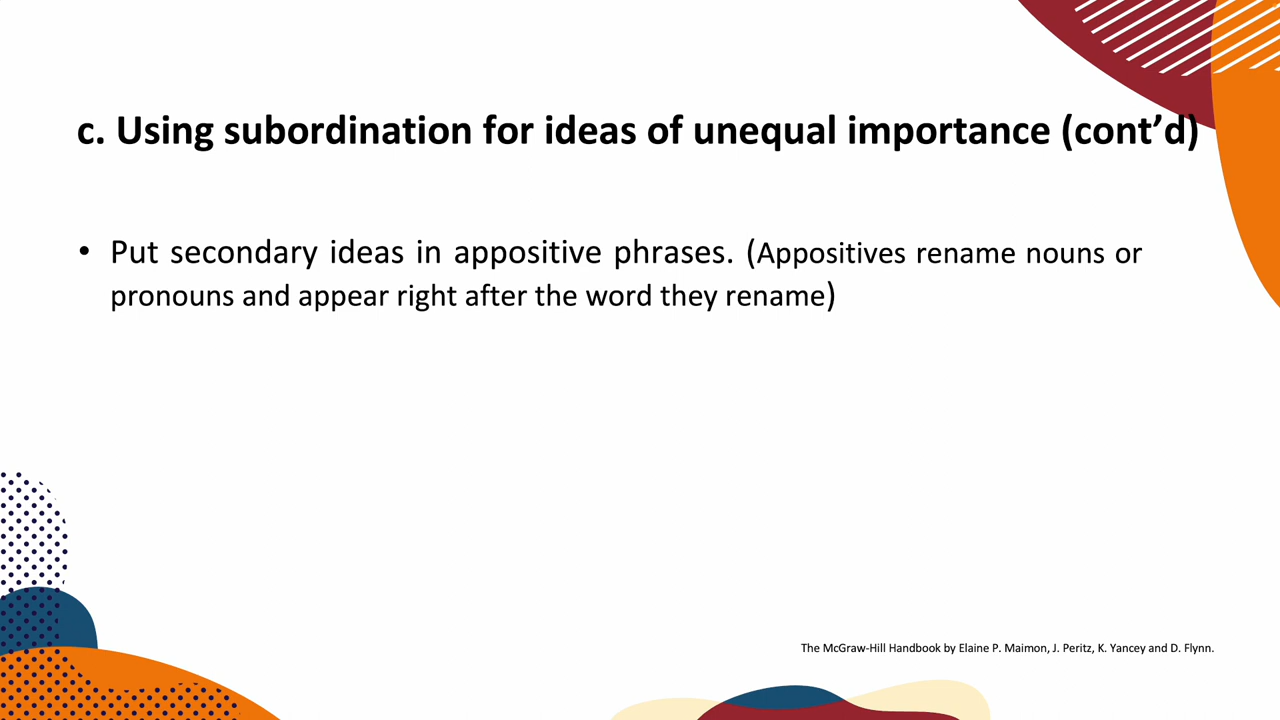 c. Using subordination for ideas of unequal importance (cont’d)
• Put secondary ideas in appositive phrases. (Appositives rename nouns or
pronouns and appear right after the word they rename)
The McGraw-Hill Handbook by Elaine P. Maimon, J. Peritz, K. Yancey and D. Flynn.